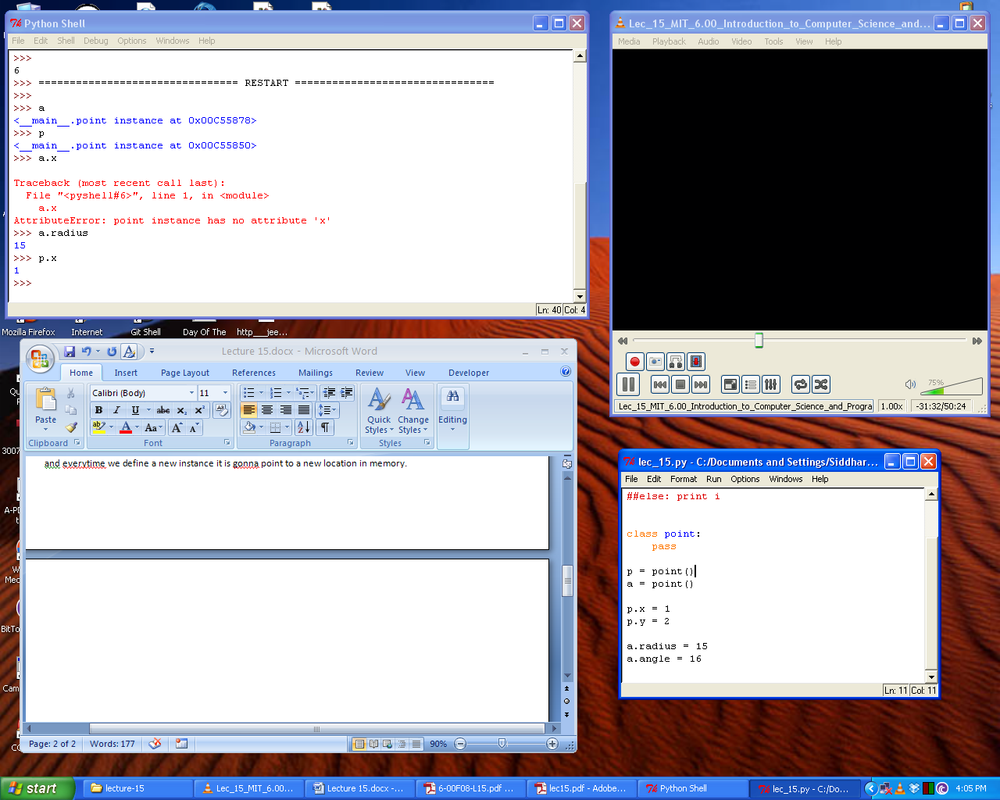 Python Shell
File Edit Shell Debug Options Windows Help
>>>
6
>>> ================================ RESTART ================================
>>>
>>> a
<__main__.point instance at 0x00C55878>
>>> p
<__main__.point instance at 0x00C55850>
>>> a.x
Traceback (most recent call last):
File "<pyshell#6>", line 1, in <module>
a.x
AttributeError: point instance has no attribute 'x'
>>> a.radius
15
>>> p.x
1
>>>
Ln: 40 Col: 4
Lec_15_MIT_6.00_Introduction_to_Computer_Science_and_...
Media Playback Audio Video Tools View Help
75%
Lec_15_MIT_6.00_Introduction_to_Computer_Science_and_Progra 1.00x -31:32/50:24
Mozilla Firefox Internet Git Shell Day Of The http___jee...
Lecture 15.docx - Microsoft Word
Home Insert Page Layout References Mailings Review View Developer
Paste
Calibri (Body) 11
Quick Styles
Change Styles
Editing
Clipboard Font Paragraph Styles
and everytime we define a new instance it is gonna point to a new location in memory.
Page: 2 of 2 Words: 177 90%
lec_15.py - C:/Documents and Settings/Siddhar...
File Edit Format Run Options Windows Help
##else: print i
class point:
pass
p = point()
a = point()
p.x = 1
p.y = 2
a.radius = 15
a.angle = 16
Ln: 11 Col: 11
3007
A-PD
Med
BitTo
Cam
start lecture-15 Lec_15_MIT_6.00... Lecture 15.docx -... 6-00F08-L15.pdf ... lec15.pdf - Adobe... Python Shell lec_15.py - C:/Do... 4:05 PM